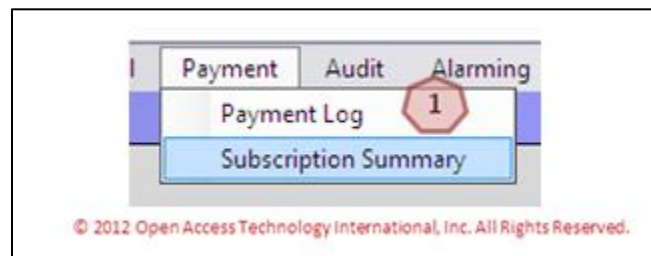 Payment Audit Alarming
Payment Log 1
Subscription Summary
© 2012 Open Access Technology International, Inc. All Rights Reserved.